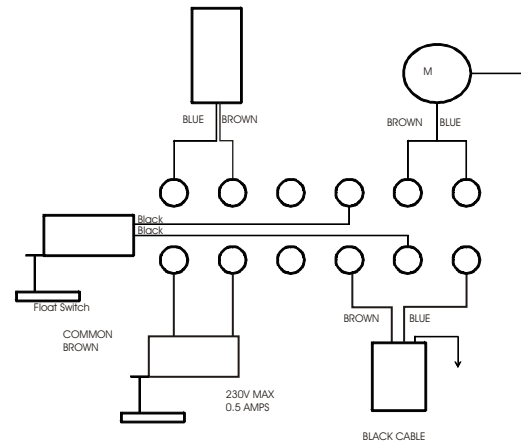 M
BLUE BROWN
BROWN BLUE
Black
Black
Float Switch
COMMON
BROWN
BROWN BLUE
230V MAX
0.5 AMPS
BLACK CABLE